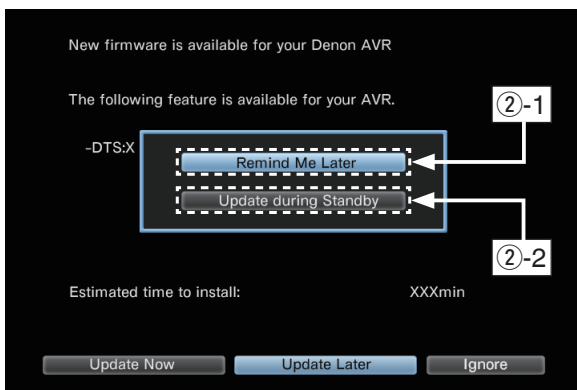 New firmware is available for your Denon AVR
The following feature is available for your AVR.
②-1
-DTS:X
Remind Me Later
Update during Standby
②-2
Estimated time to install: XXXmin
Update Now Update Later Ignore